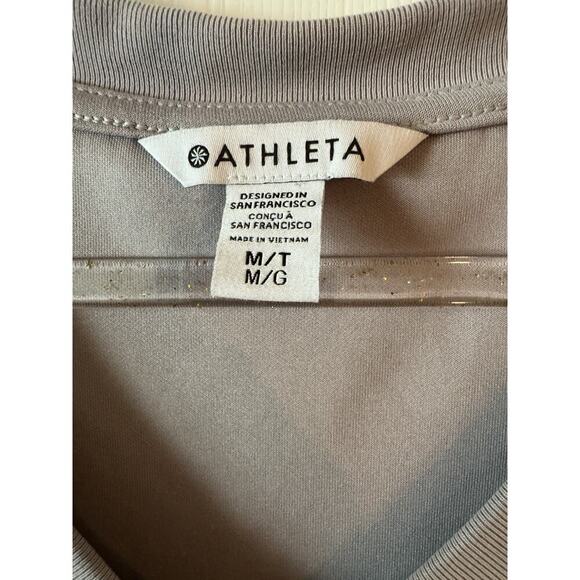 ATHLETA
DESIGNED IN
SAN FRANCISCO
CONÇU À
SAN FRANCISCO
MADE IN VIETNAM
M/T
M/G